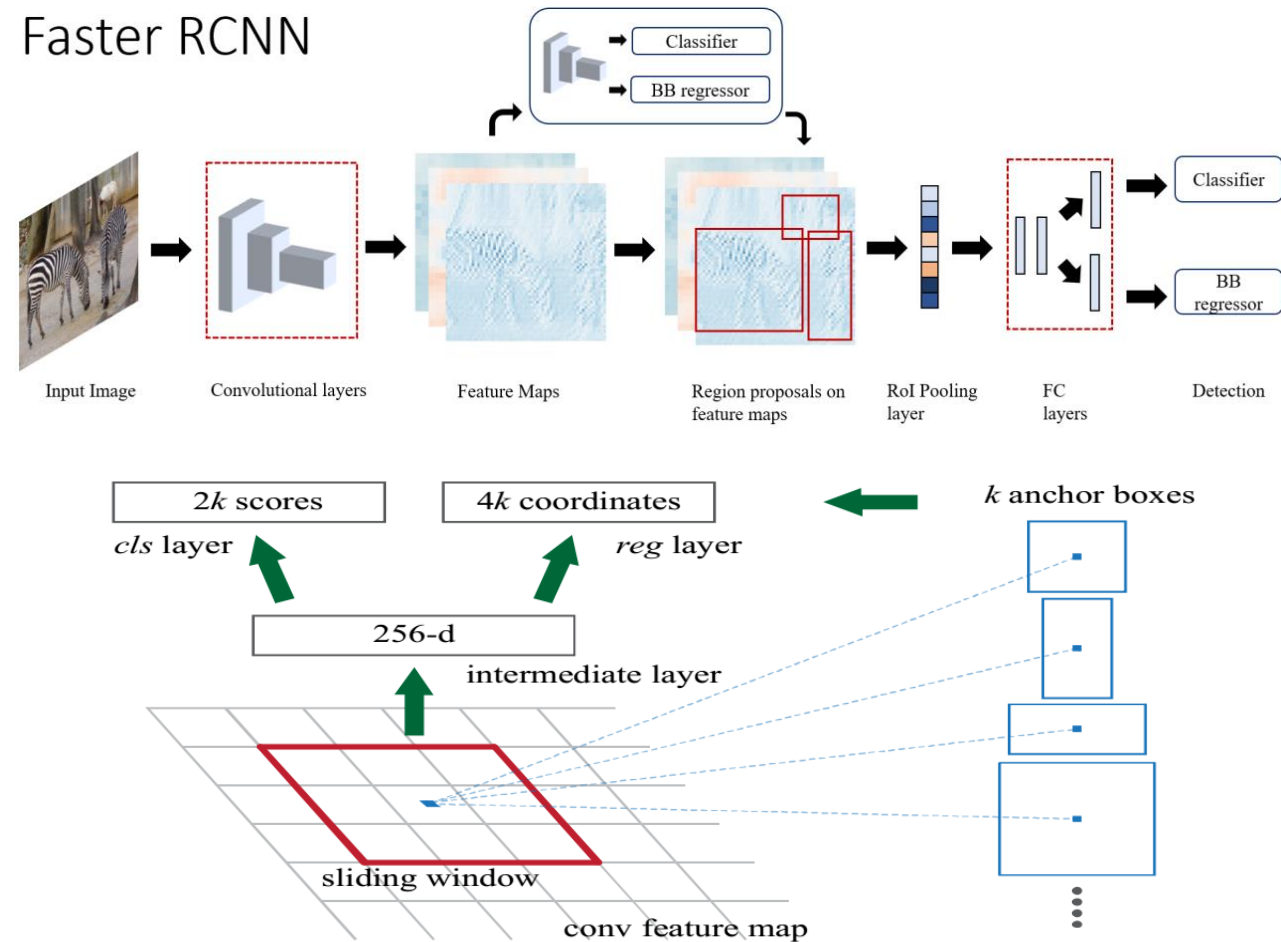 Faster RCNN
Classifier
BB regressor
Classifier
BB
regressor
Input Image
Convolutional layers
Feature Maps
Region proposals on
feature maps
RoI Pooling
layer
FC
layers
Detection
2k scores
4k coordinates
k anchor boxes
cls layer
reg layer
256-d
intermediate layer
sliding window
conv feature map